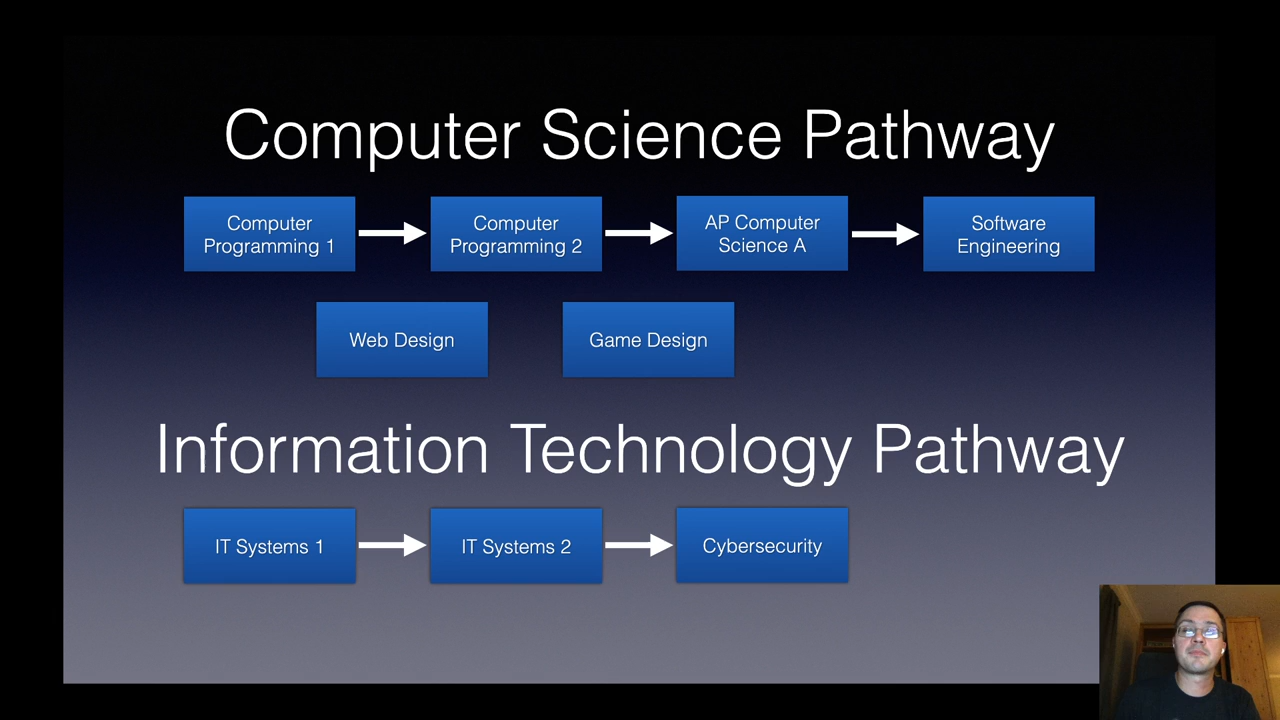 Computer Science Pathway
Computer
Programming 1
Computer
Programming 2
AP Computer
Science A
Software
Engineering
Web Design
Game Design
Information Technology Pathway
IT Systems 1
IT Systems 2
Cybersecurity